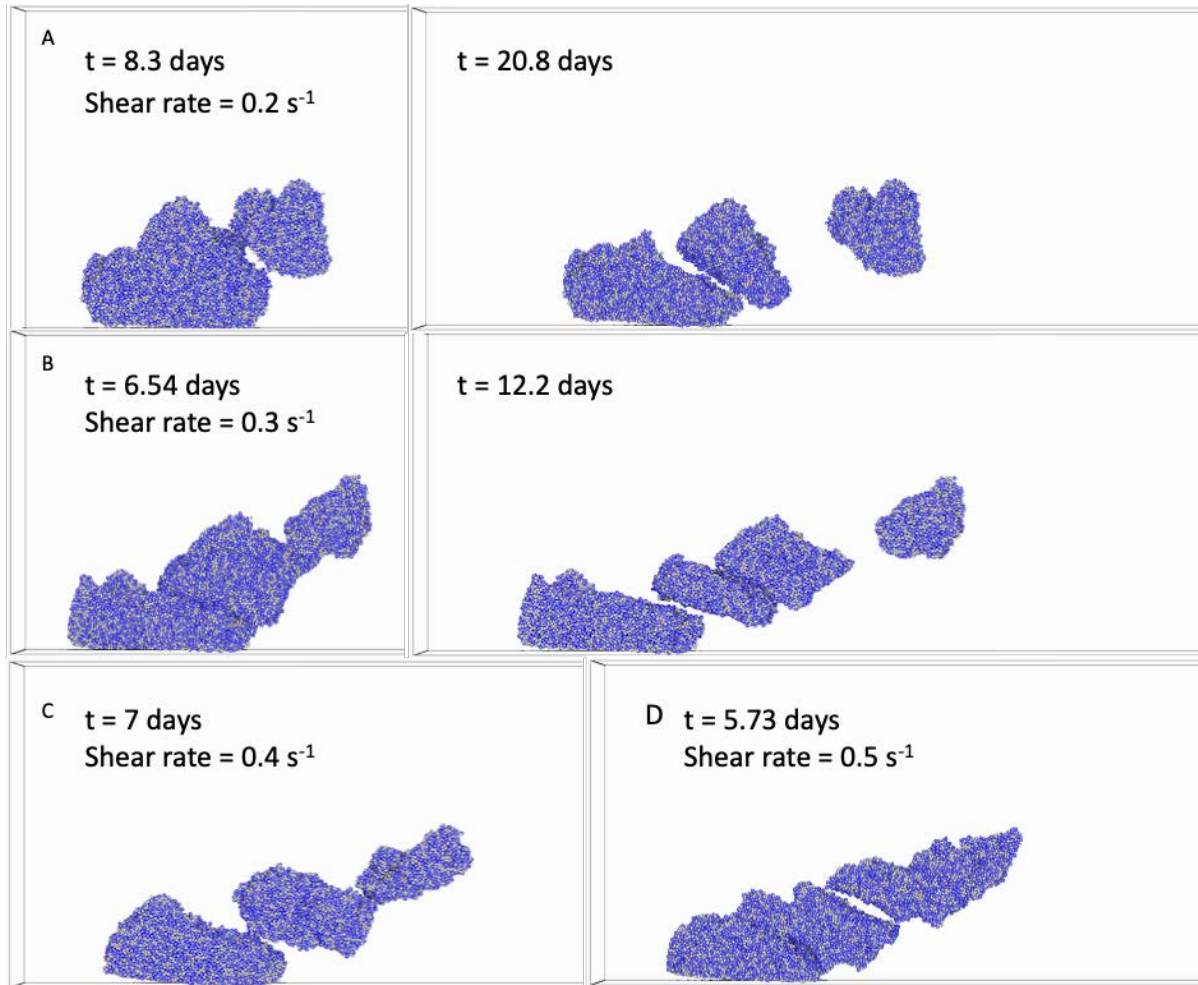 A
t = 8.3 days
Shear rate = 0.2 s⁻¹
t = 20.8 days
B
t = 6.54 days
Shear rate = 0.3 s⁻¹
t = 12.2 days
C
t = 7 days
Shear rate = 0.4 s⁻¹
D t = 5.73 days
Shear rate = 0.5 s⁻¹